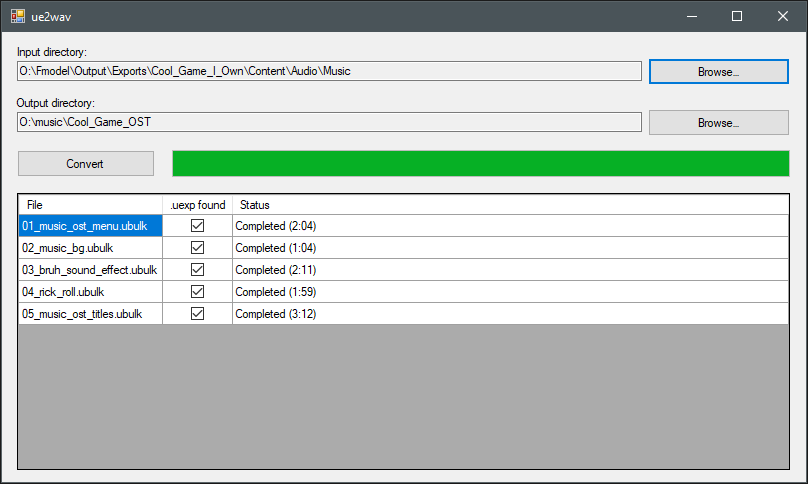 ue2wav
Input directory:
O:\Fmodel\Output\Exports\Cool_Game_I_Own\Content\Audio\Music
Browse...
Output directory:
O:\music\Cool_Game_OST
Browse...
Convert
File .uexp found Status
01_music_ost_menu.ubulk Completed (2:04)
02_music_bg.ubulk Completed (1:04)
03_bruh_sound_effect.ubulk Completed (2:11)
04_rick_roll.ubulk Completed (1:59)
05_music_ost_titles.ubulk Completed (3:12)